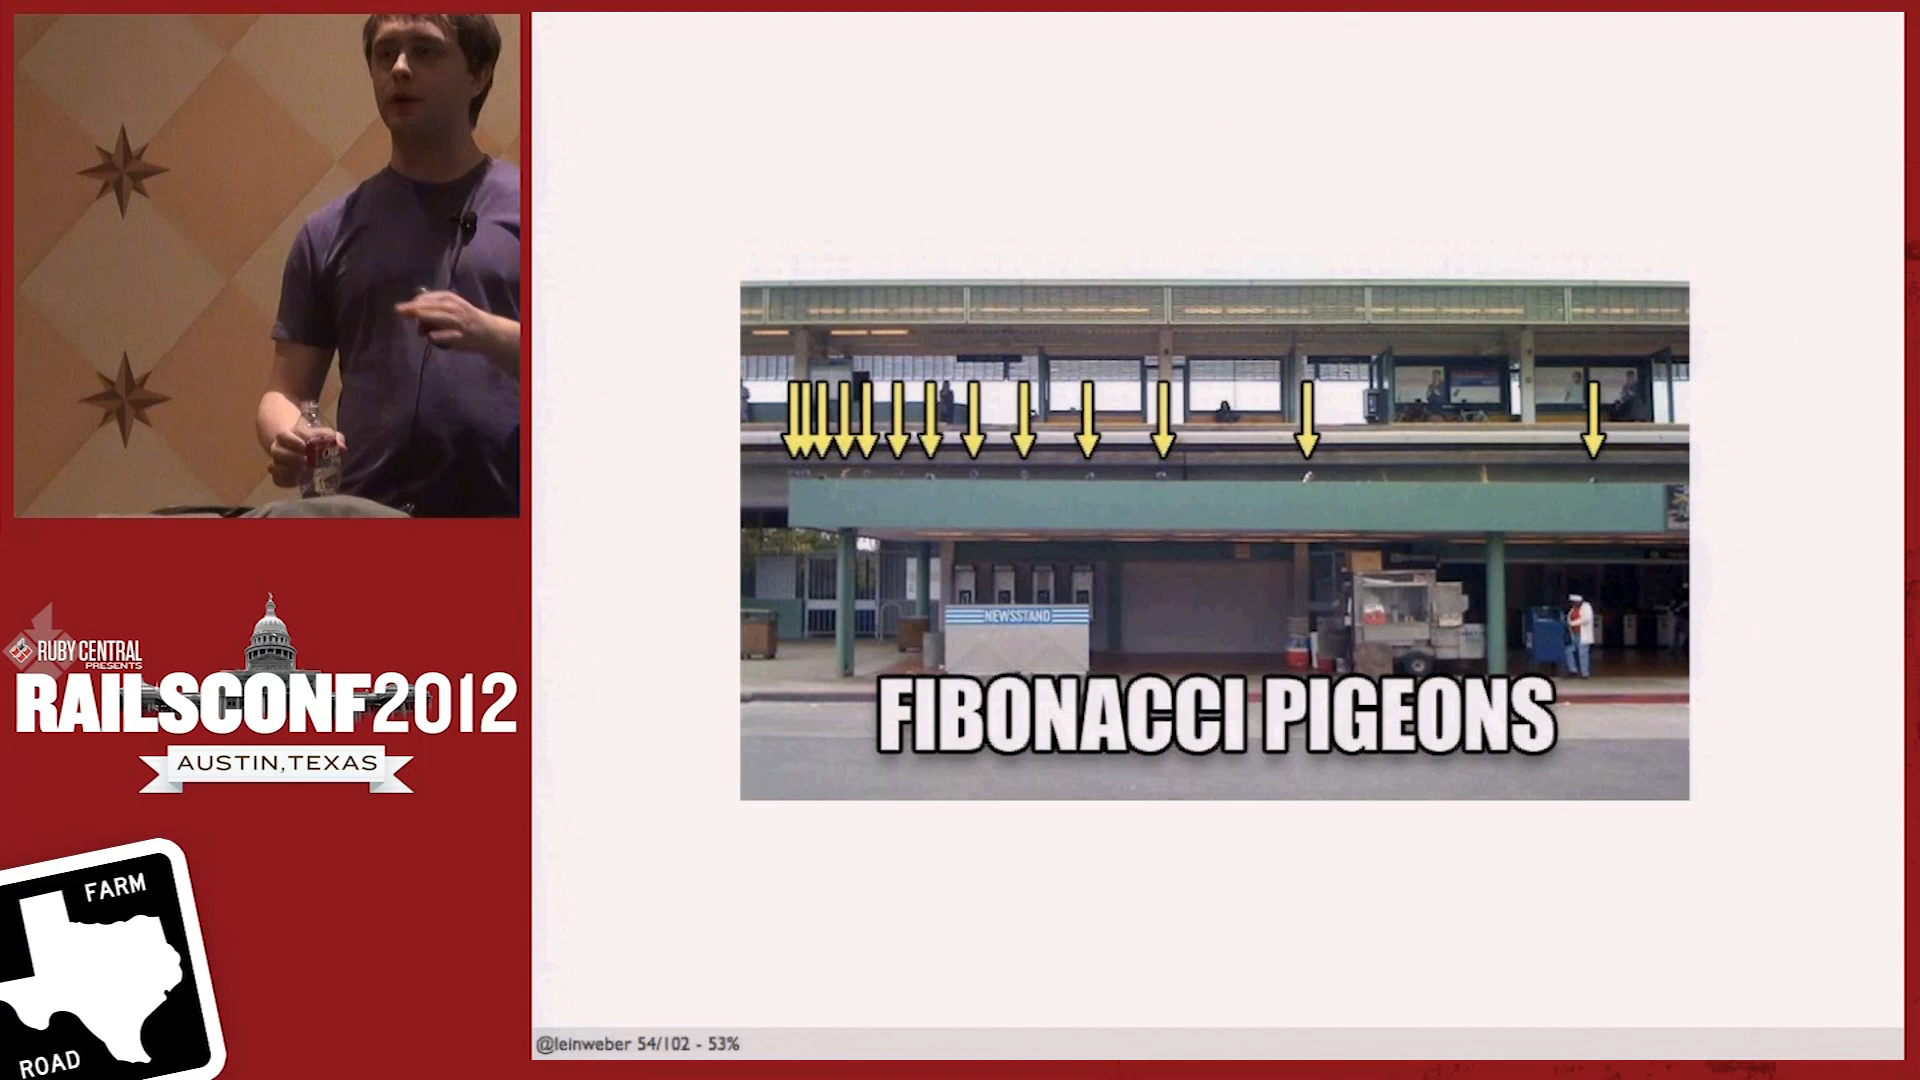 RUBY CENTRAL
PRESENTS
RAILSCONF2012
AUSTIN, TEXAS
FARM
ROAD
NEWSSTAND
FIBONACCI PIGEONS
@leinweber 54/102 - 53%